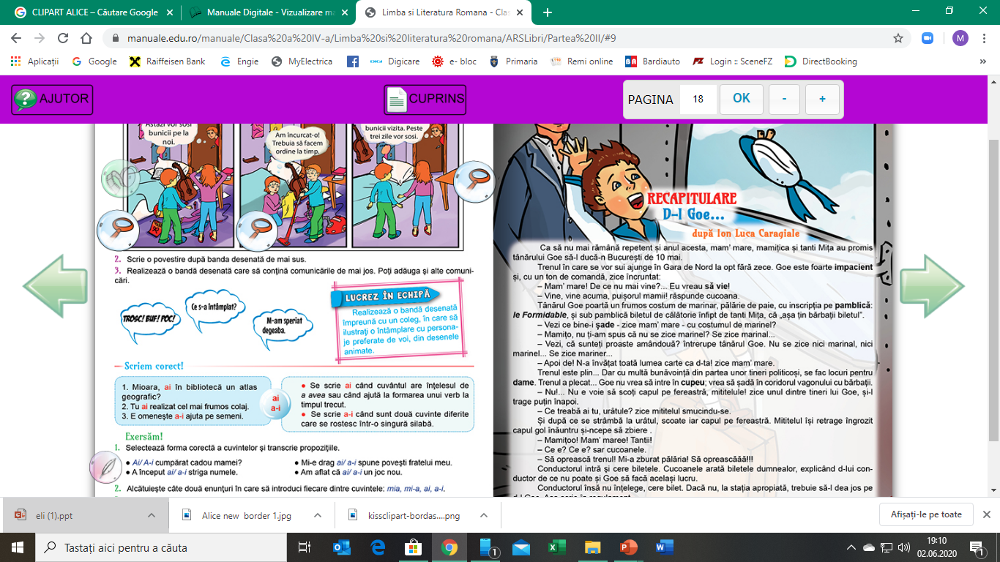 CLIPART ALICE – Căutare Google
Manuale Digitale - Vizualizare ma
Limba si Literatura Romana - Clas
manuale.edu.ro/manuale/Clasa%20a%20IV-a/Limba%20si%20literatura%20romana/ARSLibri/Partea%20II/#9
M
Aplicații
Google
Raiffeisen Bank
Engie
MyElectrica
Digicare
e- bloc
Primaria
Remi online
Bardiauto
Login :: SceneFZ
DirectBooking
»
AJUTOR
CUPRINS
PAGINA 18 OK - +
Astăzi vor sosi
bunicii pe la
noi.
Am încurcat-o!
Trebuia să facem
ordine la timp.
bunicii vizita. Peste
trei zile vor sosi.
2. Scrie o povestire după banda desenată de mai sus.
3. Realizează o bandă desenată care să conțină comunicările de mai jos. Poți adăuga și alte comuni-
cări.
TROSC! BUF! POC!
Ce s-a întâmplat?
M-am speriat
degeaba.
LUCREZ ÎN ECHIPĂ
Realizează o bandă desenată
împreună cu un coleg, în care să
ilustrați o întâmplare cu persona-
je preferate de voi, din desenele
animate.
Scriem corect!
1. Mioara, ai în bibliotecă un atlas
geografic?
2. Tu ai realizat cel mai frumos colaj.
3. E omenește a-i ajuta pe semeni.
ai
a-i
● Se scrie ai când cuvântul are înțelesul de
a avea sau când ajută la formarea unui verb la
timpul trecut.
● Se scrie a-i când sunt două cuvinte diferite
care se rostesc într-o singură silabă.
Exersăm!
1. Selectează forma corectă a cuvintelor și transcrie propozițiile.
● Ai/ A-i cumpărat cadou mamei?
● A început ai/ a-i striga numele.
● Mi-e drag ai/ a-i spune povești fratelui meu.
● Am aflat că ai/ a-i un joc nou.
2. Alcătuiește câte două enunțuri în care să introduci fiecare dintre cuvintele: mia, mi-a, ai, a-i.
RECAPITULARE
D-l Goe...
după Ion Luca Caragiale
Ca să nu mai rămână repetent și anul acesta, mam’ mare, mamițica și tanti Mița au promis
tânărului Goe să-l ducă-n București de 10 mai.
Trenul în care se vor sui ajunge în Gara de Nord la opt fără zece. Goe este foarte impacient
și, cu un ton de comandă, zice încruntat:
– Mam’ mare! De ce nu mai vine?... Eu vreau să vie!
– Vine, vine acuma, puișorul mamii! răspunde cucoana.
Tânărul Goe poartă un frumos costum de marinar, pălărie de paie, cu inscripția pe pamblică:
le Formidable, și sub pamblică biletul de călătorie înfipt de tanti Mița, că „așa țin bărbații biletul”.
– Vezi ce bine-i șade - zice mam’ mare - cu costumul de marinel?
– Mamițo, nu ți-am spus că nu se zice marinel? Se zice marinal...
– Vezi, că sunteți proaste amândouă? întrerupe tânărul Goe. Nu se zice nici marinal, nici
marinel... Se zice mariner...
– Apoi de! N-a învățat toată lumea carte ca d-ta! zice mam’ mare.
Trenul este plin... Dar cu multă bunăvoință din partea unor tineri politicoși, se fac locuri pentru
dame. Trenul a plecat... Goe nu vrea să intre în cupeu; vrea să șadă în coridorul vagonului cu bărbații.
– Nu!... Nu e voie să scoți capul pe fereastră, mititelule! zice unul dintre tineri lui Goe, și-l
trage puțin înapoi.
– Ce treabă ai tu, urâtule? zice mititelul smucindu-se.
Și după ce se strâmbă la urâtul, scoate iar capul pe fereastră. Mititelul își retrage îngrozit
capul gol înăuntru și-ncepe să zbiere .
– Mamițoo! Mam’ maree! Tantii!
– Ce e? Ce e? sar cucoanele.
– Să oprească trenul! Mi-a zburat pălăria! Să opreascăăă!!!
Conductorul intră și cere biletele. Cucoanele arată biletele dumnealor, explicând d-lui con-
ductor de ce nu poate și Goe să facă același lucru.
Conductorul însă nu înțelege, cere bilet. Dacă nu, la stația apropiată, trebuie să-l dea jos pe
eli (1).ppt
Alice new border 1.jpg
kissclipart-bordas....png
Afișați-le pe toate
Tastați aici pentru a căuta
1
19:10
02.06.2020
1